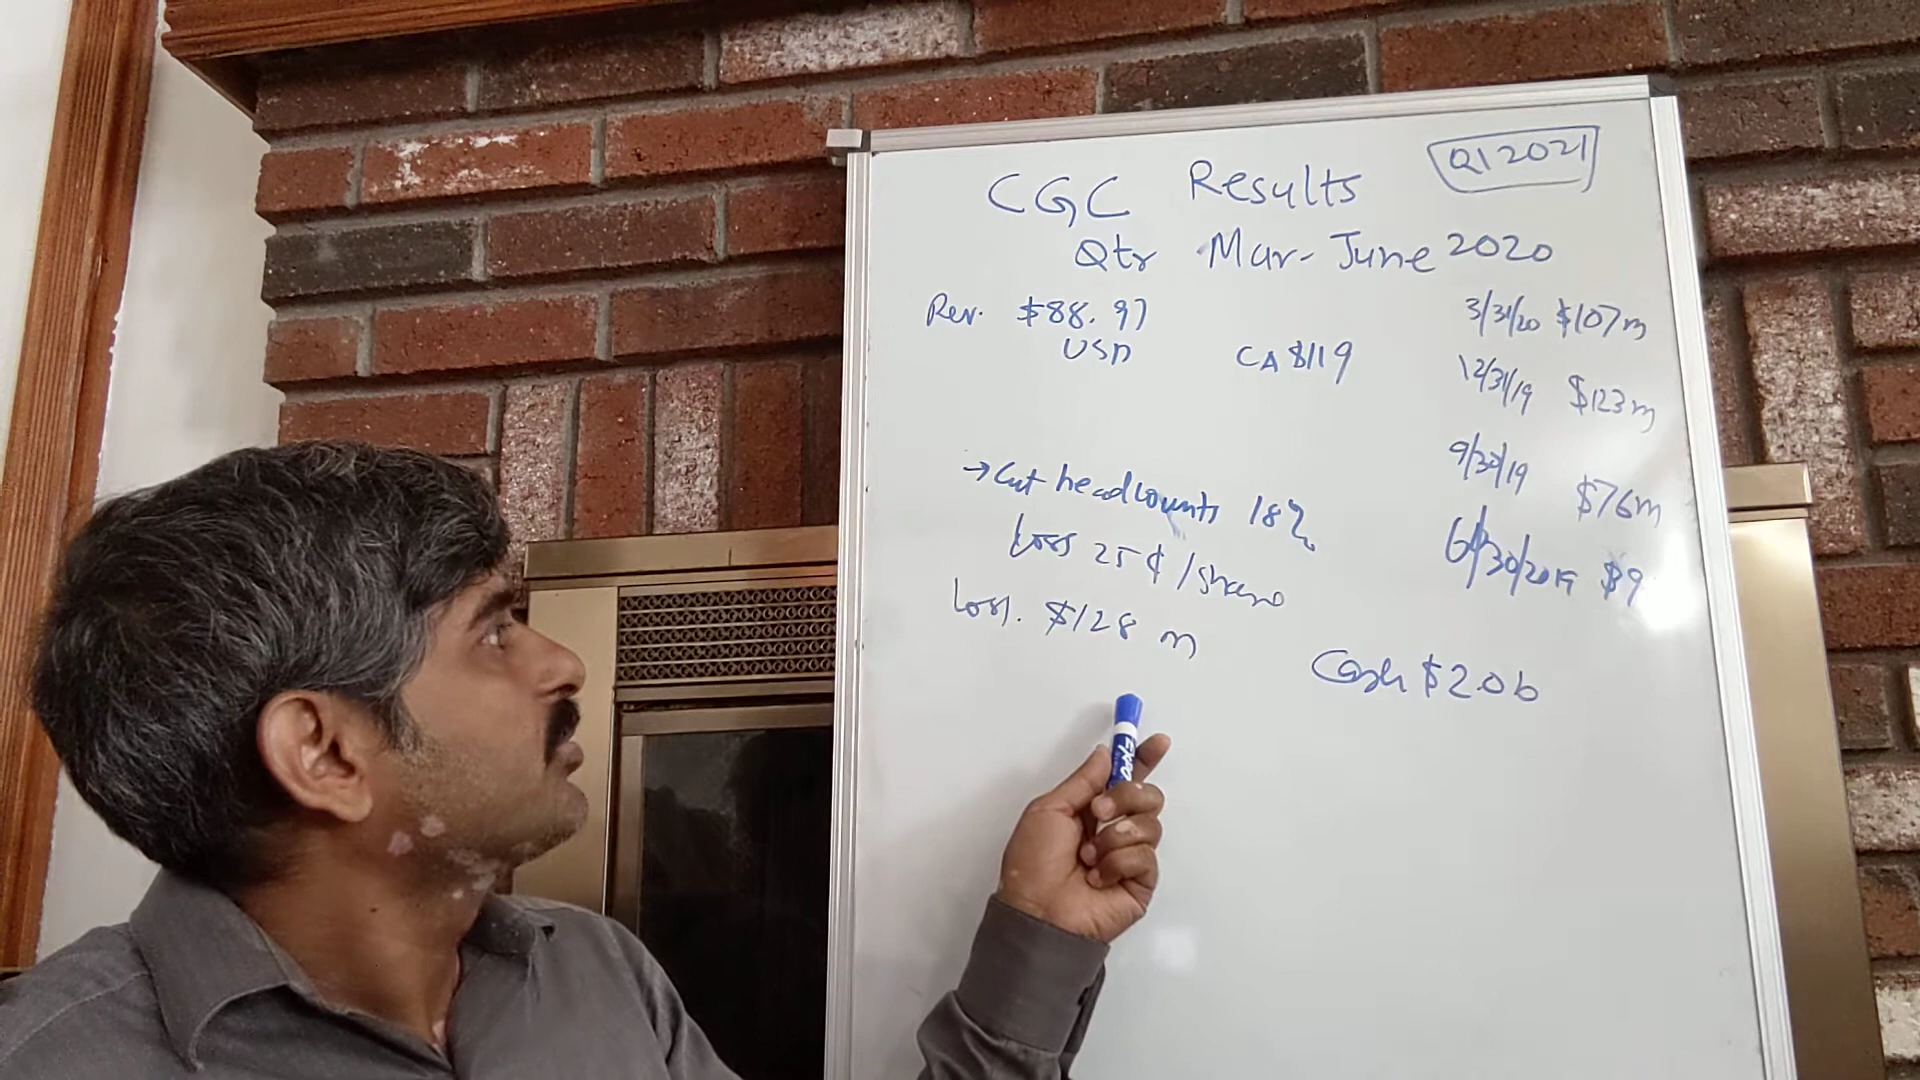 Q1 2021
CGC Results
Qtr Mar-June 2020
Rev. $88.97
USD
CA $119
3/31/20 $107m
12/31/19 $123m
9/30/19 $76m
6/30/2019 $9
→Cut headcounts 18%
Loss 25¢/share
Loss. $128 m
Cash $2.0b
Expo